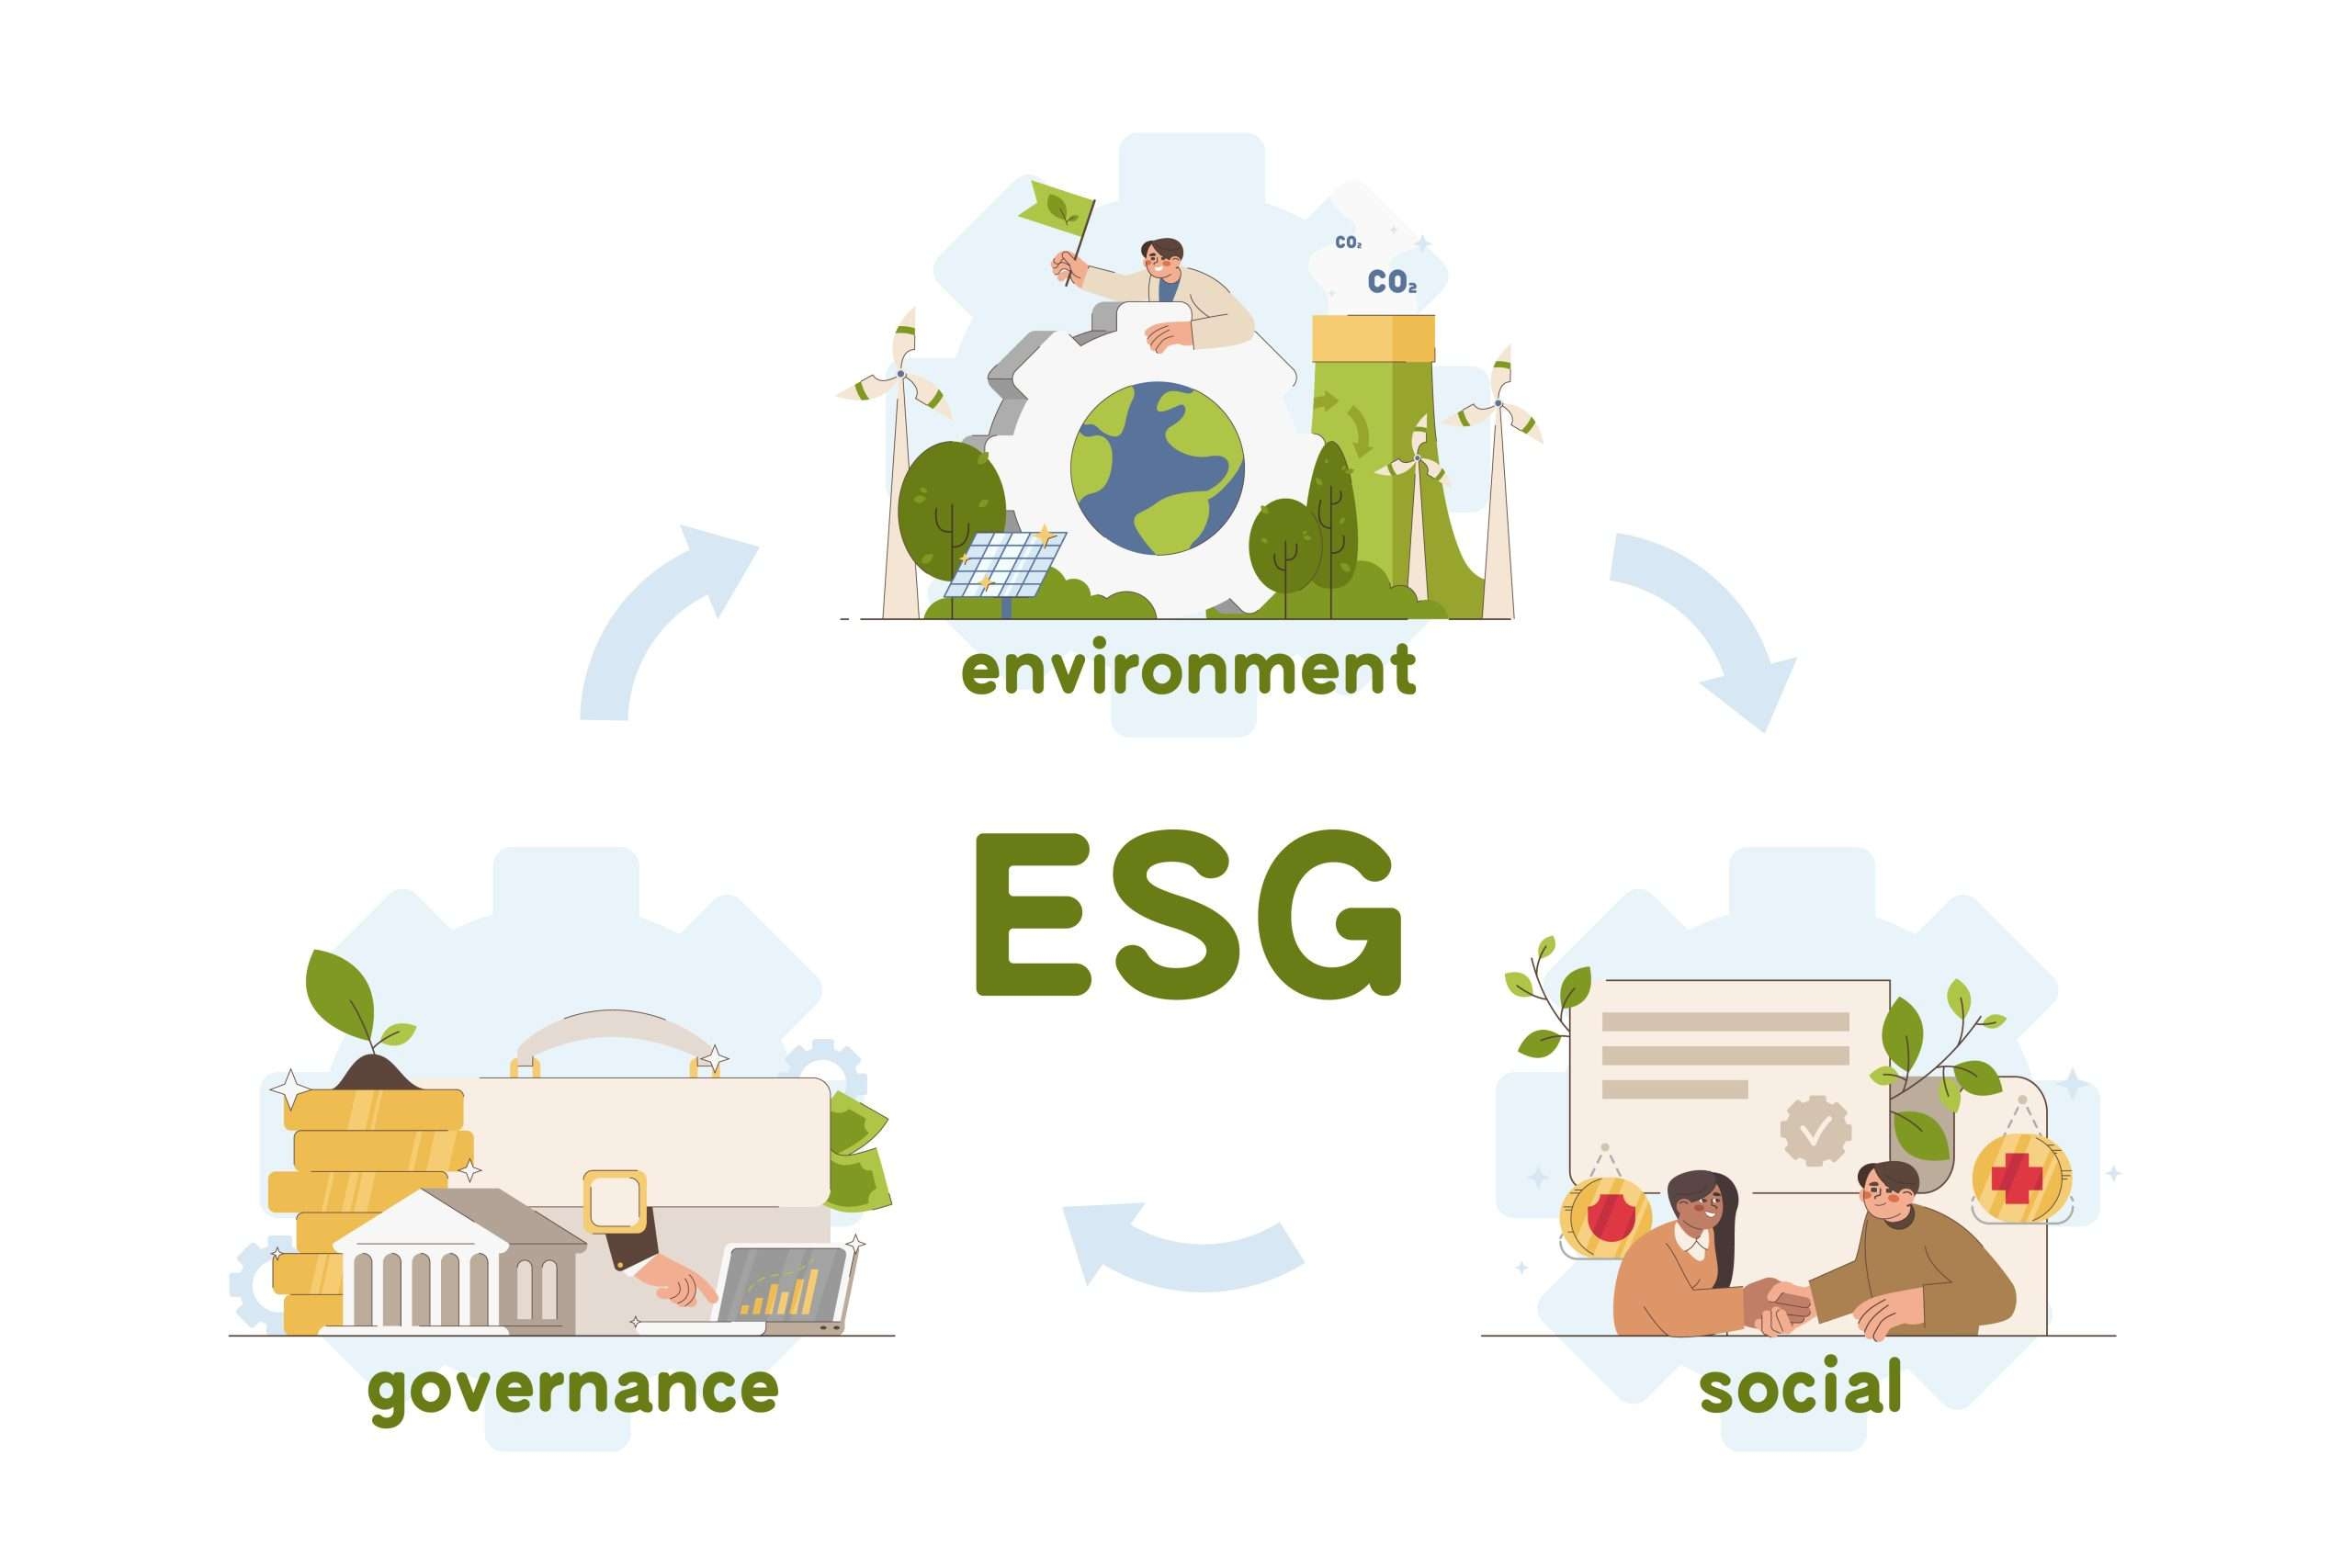 CO₂
CO₂
environment
ESG
governance
social